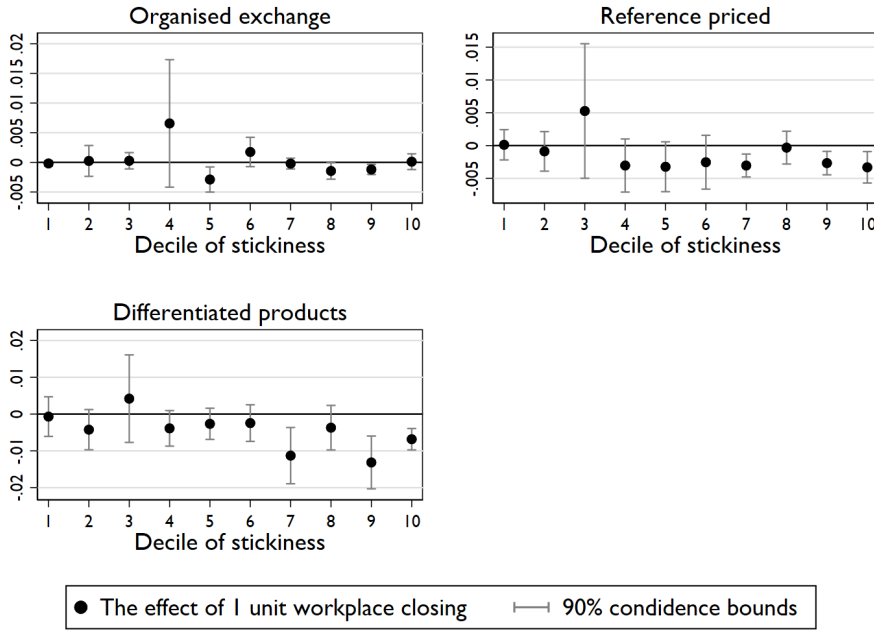 Organised exchange
.02
.015
.01
.005
0
-.005
1 2 3 4 5 6 7 8 9 10
Decile of stickiness
Reference priced
.015
.01
.005
0
-.005
1 2 3 4 5 6 7 8 9 10
Decile of stickiness
Differentiated products
.02
.01
0
-.01
-.02
1 2 3 4 5 6 7 8 9 10
Decile of stickiness
The effect of 1 unit workplace closing 90% condidence bounds